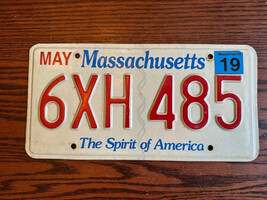 MAY Massachusetts 19
6XH 485
The Spirit of America